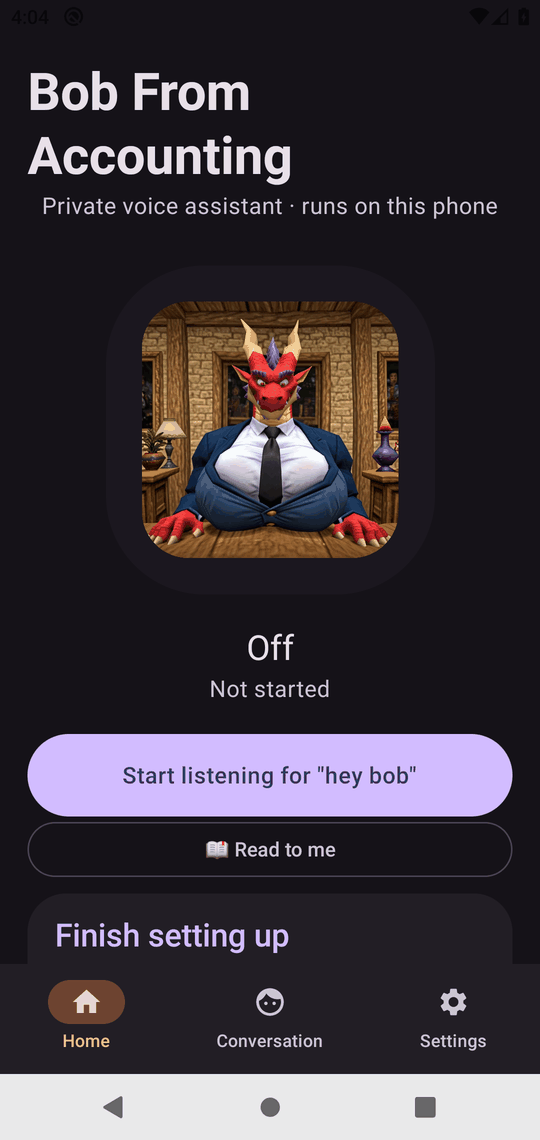 4:04
Bob From
Accounting
Private voice assistant · runs on this phone
Off
Not started
Start listening for "hey bob"
📖 Read to me
Finish setting up
Home
Conversation
Settings